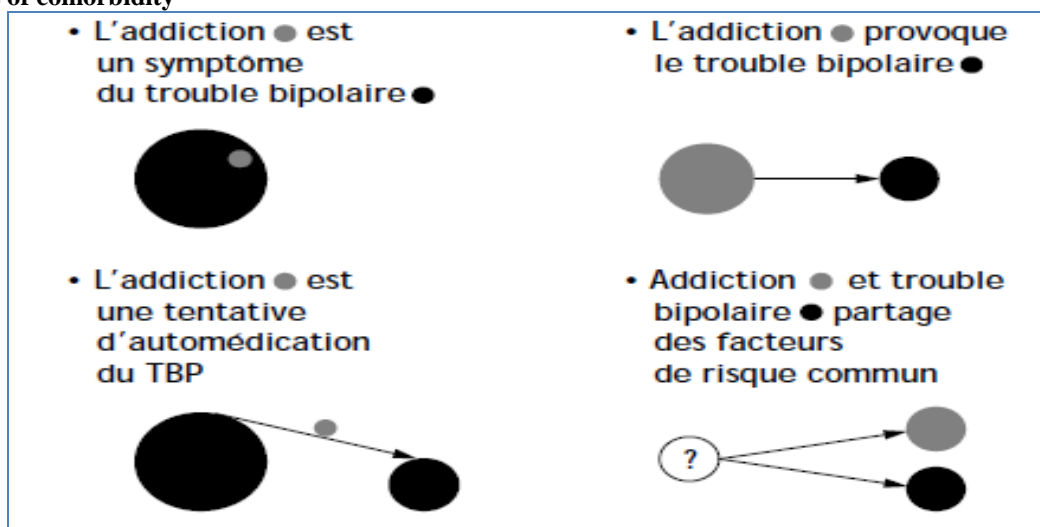 of comorbidity
• L'addiction ● est
un symptôme
du trouble bipolaire ●
• L'addiction ● provoque
le trouble bipolaire ●
• L'addiction ● est
une tentative
d'automédication
du TBP
• Addiction ● et trouble
bipolaire ● partage
des facteurs
de risque commun
?